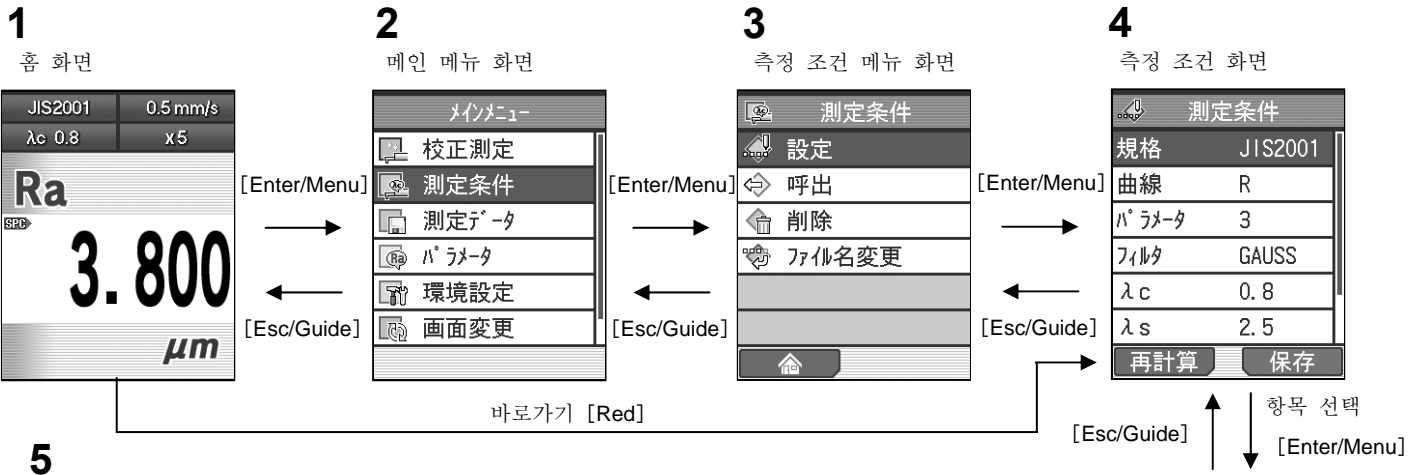 1
홈 화면
JIS2001 0.5 mm/s
λc 0.8 x 5
Ra
SPC
3.800
μm
[Enter/Menu]
[Esc/Guide]
2
메인 메뉴 화면
メインメニュー
校正測定
測定条件
測定データ
パラメータ
環境設定
画面変更
[Enter/Menu]
[Esc/Guide]
3
측정 조건 메뉴 화면
測定条件
設定
呼出
削除
ファイル名変更
[Enter/Menu]
[Esc/Guide]
4
측정 조건 화면
測定条件
規格 JIS2001
曲線 R
パラメータ 3
フィルタ GAUSS
λc 0.8
λs 2.5
再計算 保存
바로가기 [Red]
[Esc/Guide]
항목 선택
[Enter/Menu]
5